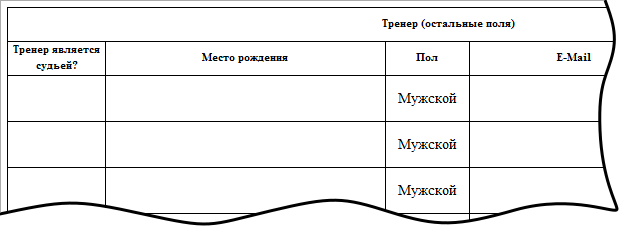 Тренер (остальные поля)
Тренер является
судьей?
Место рождения
Пол
E-Mail
Мужской
Мужской
Мужской